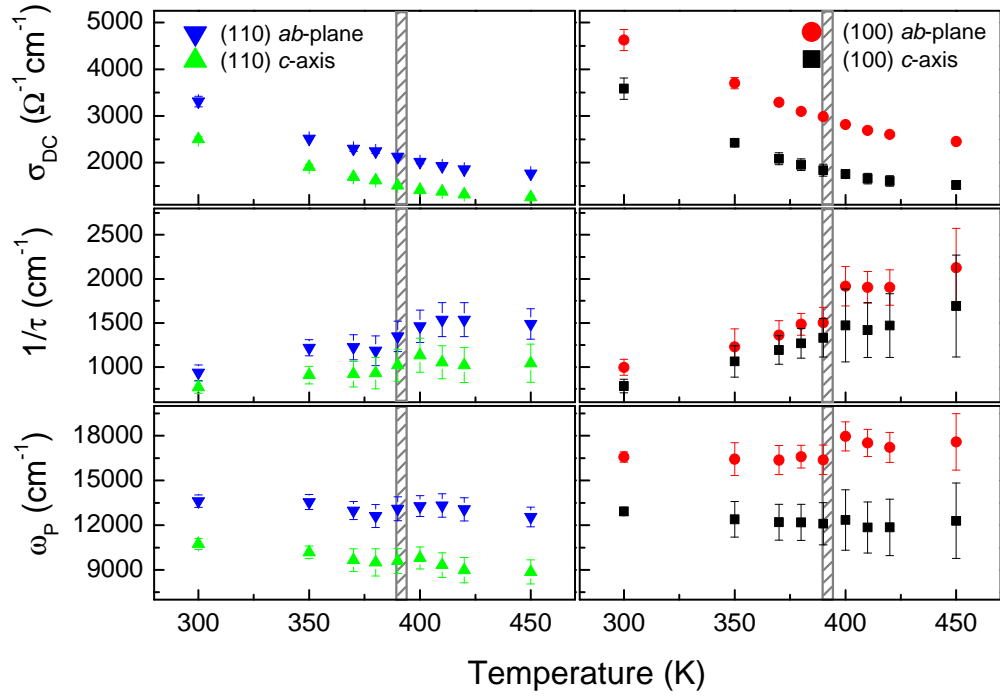 (110) ab-plane
(110) c-axis
(100) ab-plane
(100) c-axis
σDC (Ω⁻¹cm⁻¹)
5000
4000
3000
2000
1/τ (cm⁻¹)
2500
2000
1500
1000
ωP (cm⁻¹)
18000
15000
12000
9000
300 350 400 450 300 350 400 450
Temperature (K)